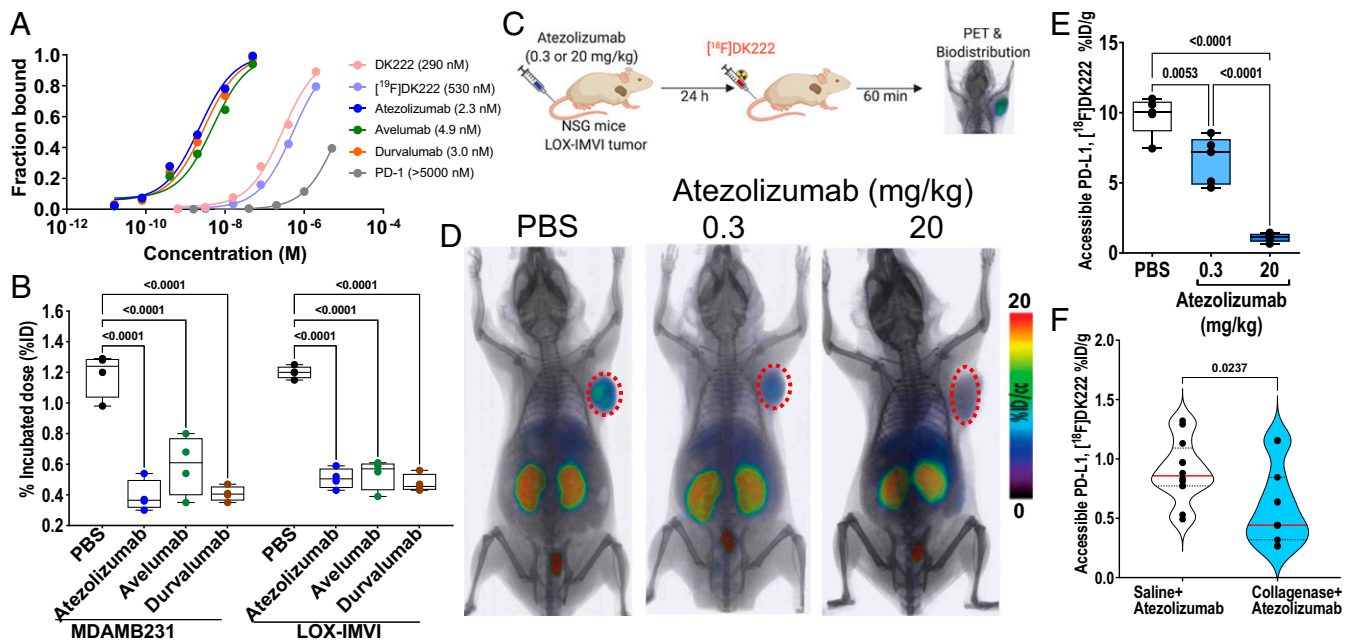 A
Fraction bound
1.0
0.8
0.6
0.4
0.2
0.0
10⁻¹²
10⁻¹⁰
10⁻⁸
10⁻⁶
10⁻⁴
Concentration (M)
DK222 (290 nM)
[¹⁹F]DK222 (530 nM)
Atezolizumab (2.3 nM)
Avelumab (4.9 nM)
Durvalumab (3.0 nM)
PD-1 (>5000 nM)
B
% Incubated dose (%ID)
1.6
1.4
1.2
1.0
0.8
0.6
0.4
0.2
<0.0001
<0.0001
<0.0001
<0.0001
<0.0001
<0.0001
PBS
Atezolizumab
Avelumab
Durvalumab
PBS
Atezolizumab
Avelumab
Durvalumab
MDAMB231
LOX-IMVI
C
Atezolizumab
(0.3 or 20 mg/kg)
NSG mice
LOX-IMVI tumor
24 h
[¹⁸F]DK222
60 min
PET &
Biodistribution
D
Atezolizumab (mg/kg)
PBS
0.3
20
20
%ID/cc
0
E
Accessible PD-L1, [¹⁸F]DK222 %ID/g
15
10
5
0
<0.0001
0.0053
<0.0001
PBS
0.3
20
Atezolizumab
(mg/kg)
F
Accessible PD-L1, [¹⁸F]DK222 %ID/g
2.0
1.5
1.0
0.5
0.0
0.0237
Saline+
Atezolizumab
Collagenase+
Atezolizumab